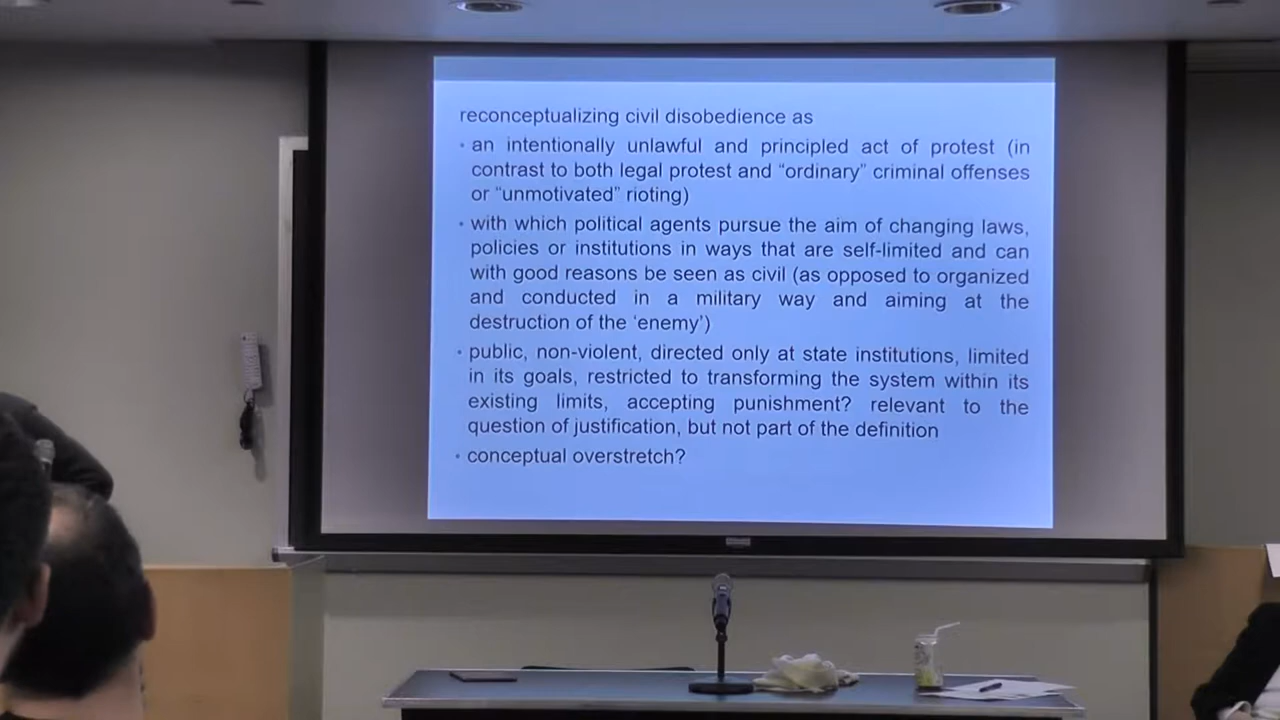 reconceptualizing civil disobedience as
• an intentionally unlawful and principled act of protest (in
contrast to both legal protest and “ordinary” criminal offenses
or “unmotivated” rioting)
• with which political agents pursue the aim of changing laws,
policies or institutions in ways that are self-limited and can
with good reasons be seen as civil (as opposed to organized
and conducted in a military way and aiming at the
destruction of the ‘enemy’)
• public, non-violent, directed only at state institutions, limited
in its goals, restricted to transforming the system within its
existing limits, accepting punishment? relevant to the
question of justification, but not part of the definition
• conceptual overstretch?